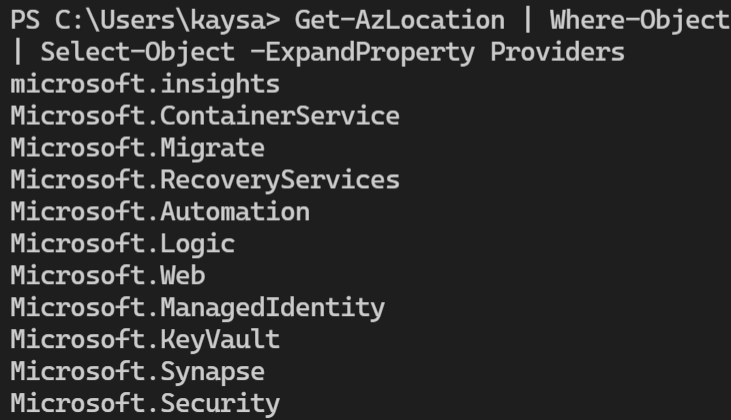 PS C:\Users\kaysa> Get-AzLocation | Where-Object
| Select-Object -ExpandProperty Providers
microsoft.insights
Microsoft.ContainerService
Microsoft.Migrate
Microsoft.RecoveryServices
Microsoft.Automation
Microsoft.Logic
Microsoft.Web
Microsoft.ManagedIdentity
Microsoft.KeyVault
Microsoft.Synapse
Microsoft.Security